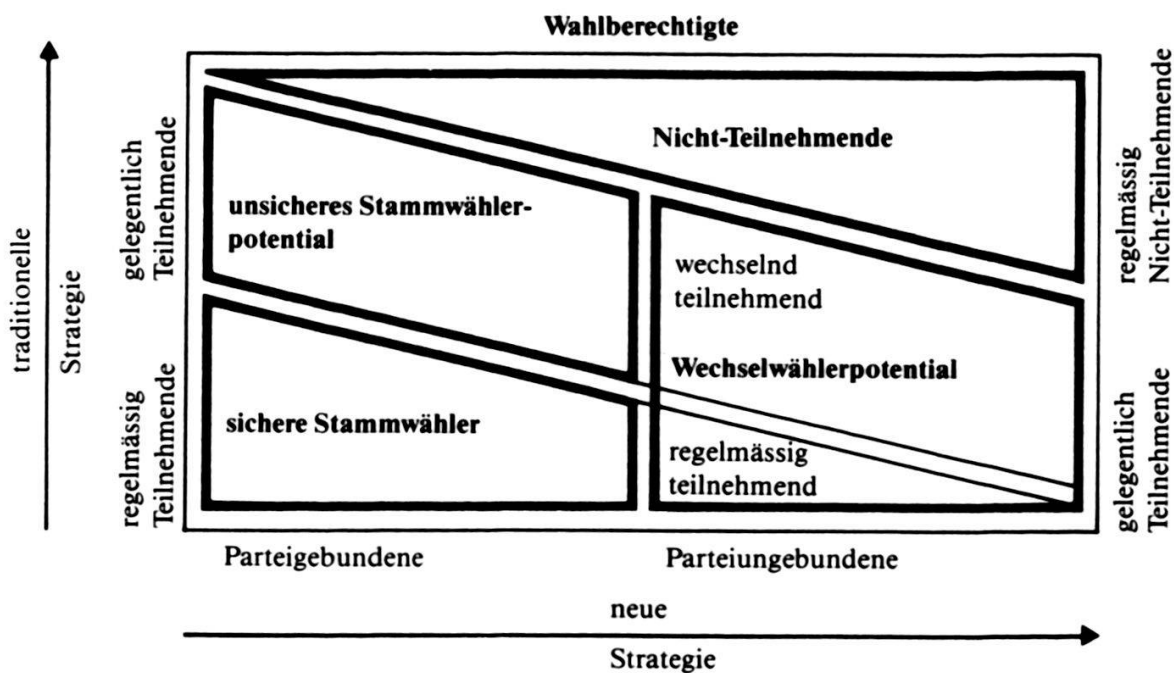 Wahlberechtigte
traditionelle
Strategie
gelegentlich
Teilnehmende
regelmässig
Teilnehmende
Nicht-Teilnehmende
unsicheres Stammwähler-
potential
wechselnd
teilnehmend
Wechselwählerpotential
sichere Stammwähler
regelmässig
teilnehmend
regelmässig
Nicht-Teilnehmende
gelegentlich
Teilnehmende
Parteigebundene
Parteiungebundene
neue
Strategie